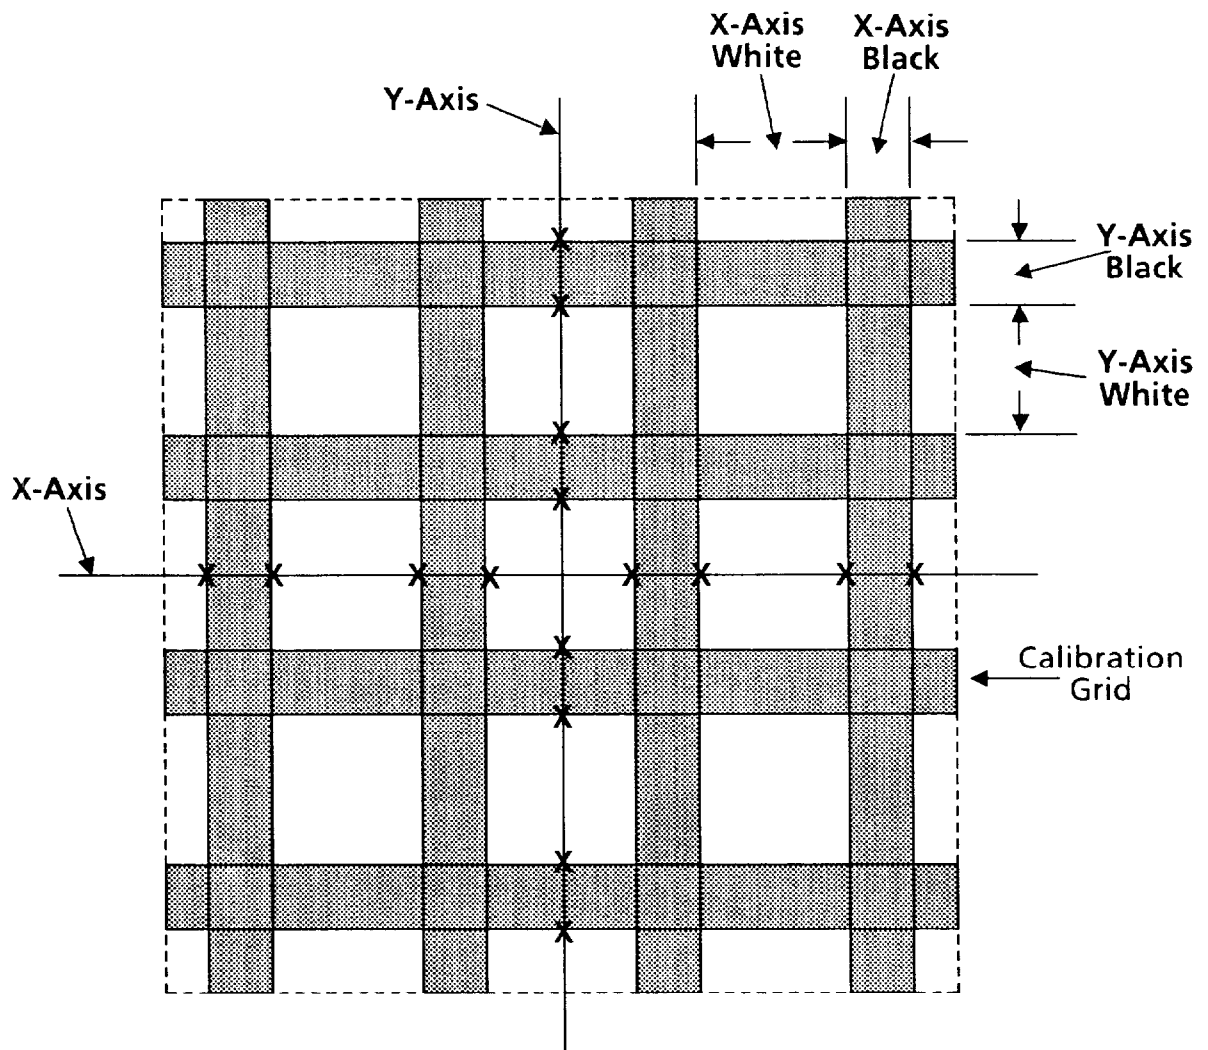 X-Axis
White
X-Axis
Black
Y-Axis
Y-Axis
Black
Y-Axis
White
X-Axis
Calibration
Grid